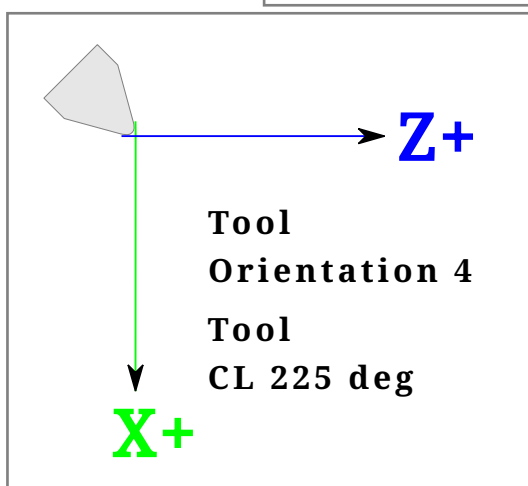 Z+
Tool
Orientation 4
Tool
CL 225 deg
X+